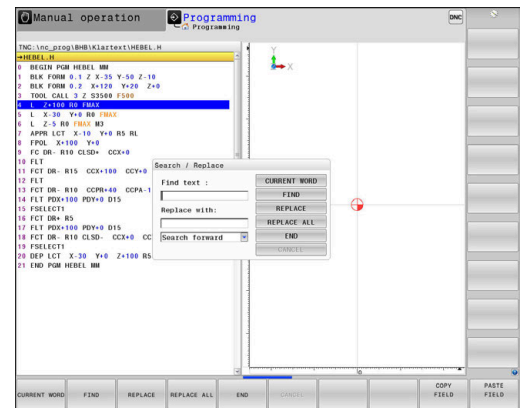 Manual operation
Programming
Programming
DNC
TNC:\nc_prog\BHB\Klartext\HEBEL.H
→HEBEL.H
0 BEGIN PGM HEBEL MM
1 BLK FORM 0.1 Z X-35 Y-50 Z-10
2 BLK FORM 0.2 X+120 Y+20 Z+0
3 TOOL CALL 3 Z S3500 F500
4 L Z+100 R0 FMAX
5 L X-30 Y+0 R0 FMAX
6 L Z-5 R0 FMAX M3
7 APPR LCT X-10 Y+0 R5 RL
8 FPOL X+100 Y+0
9 FC DR- R10 CLSD+ CCX+0
10 FLT
11 FCT DR- R15 CCX+100 CCY+0
12 FLT
13 FCT DR- R10 CCPR+40 CCPA-1
14 FLT PDX+100 PDY+0 D15
15 FSELECT1
16 FCT DR+ R5
17 FLT PDX+100 PDY+0 D15
18 FCT DR- R10 CLSD- CCX+0 CC
19 FSELECT1
20 DEP LCT X-30 Y+0 Z+100 R5
21 END PGM HEBEL MM
Y
X
Search / Replace
Find text :
Replace with:
Search forward
CURRENT WORD
FIND
REPLACE
REPLACE ALL
END
CANCEL
0
CURRENT WORD
FIND
REPLACE
REPLACE ALL
END
CANCEL
COPY
FIELD
PASTE
FIELD